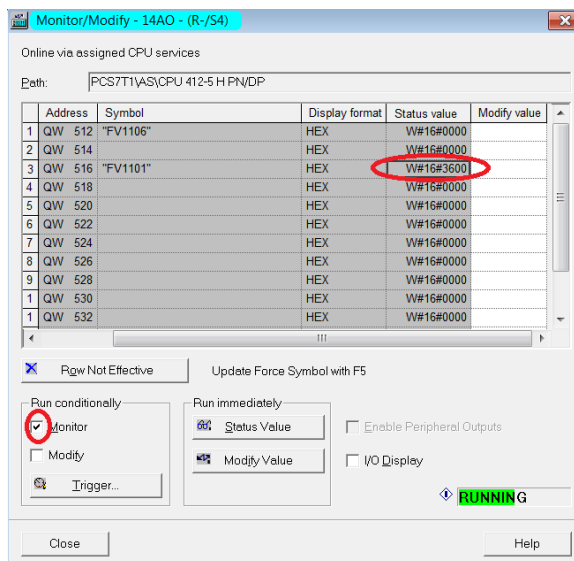 Monitor/Modify - 14AO - (R-/S4)
Online via assigned CPU services
Path: PCS7T1\AS\CPU 412-5 H PN/DP
Address Symbol Display format Status value Modify value
1 QW 512 "FV1106" HEX W#16#0000
2 QW 514 HEX W#16#0000
3 QW 516 "FV1101" HEX W#16#3600
4 QW 518 HEX W#16#0000
5 QW 520 HEX W#16#0000
6 QW 522 HEX W#16#0000
7 QW 524 HEX W#16#0000
8 QW 526 HEX W#16#0000
9 QW 528 HEX W#16#0000
1 QW 530 HEX W#16#0000
1 QW 532 HEX W#16#0000
Row Not Effective Update Force Symbol with F5
Run conditionally Run immediately
Monitor Status Value Enable Peripheral Outputs
Modify Modify Value I/O Display
Trigger...
RUNNING
Close Help